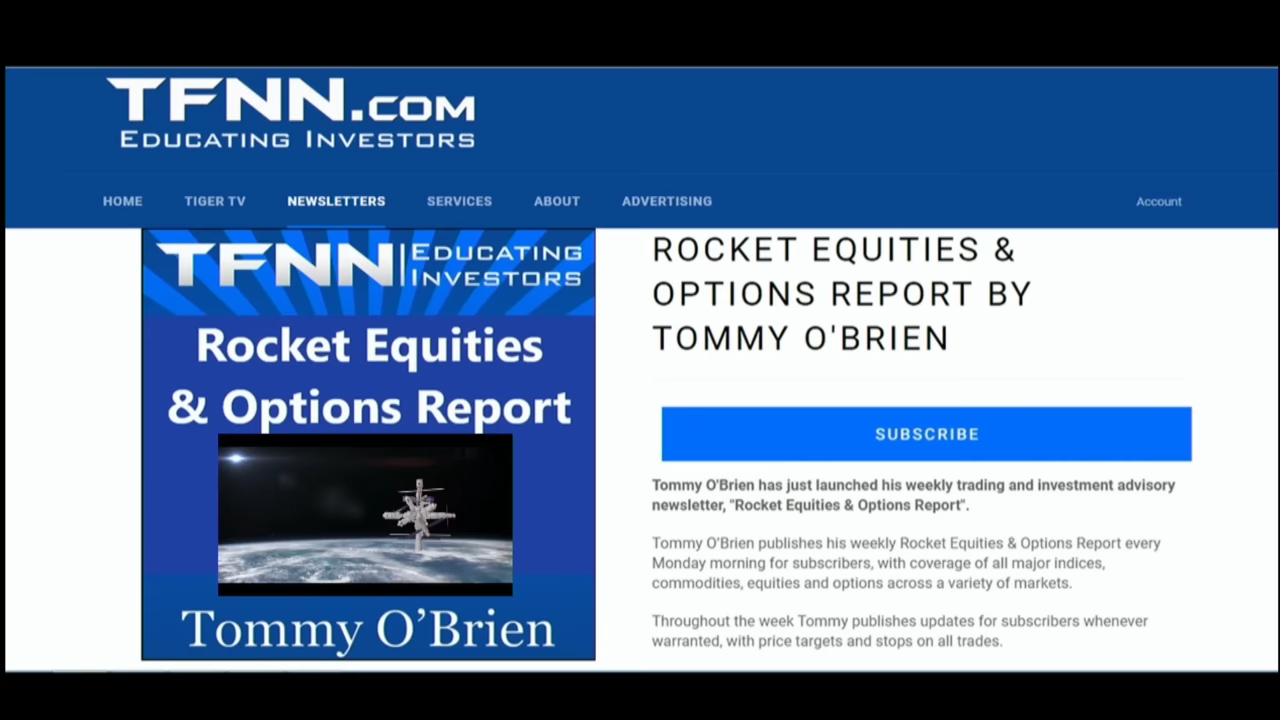 TFNN.COM
EDUCATING INVESTORS
HOME TIGER TV NEWSLETTERS SERVICES ABOUT ADVERTISING Account
TFNN | EDUCATING
INVESTORS
Rocket Equities
& Options Report
Tommy O'Brien
ROCKET EQUITIES &
OPTIONS REPORT BY
TOMMY O'BRIEN
SUBSCRIBE
Tommy O'Brien has just launched his weekly trading and investment advisory
newsletter, "Rocket Equities & Options Report".
Tommy O'Brien publishes his weekly Rocket Equities & Options Report every
Monday morning for subscribers, with coverage of all major indices,
commodities, equities and options across a variety of markets.
Throughout the week Tommy publishes updates for subscribers whenever
warranted, with price targets and stops on all trades.